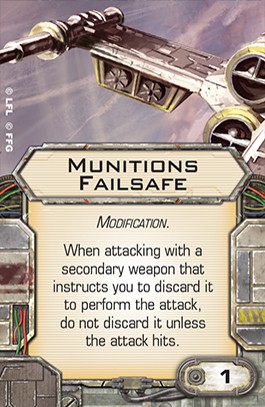 © LFL © FFG
MUNITIONS
FAILSAFE
MODIFICATION.
When attacking with a
secondary weapon that
instructs you to discard it
to perform the attack,
do not discard it unless
the attack hits.
1